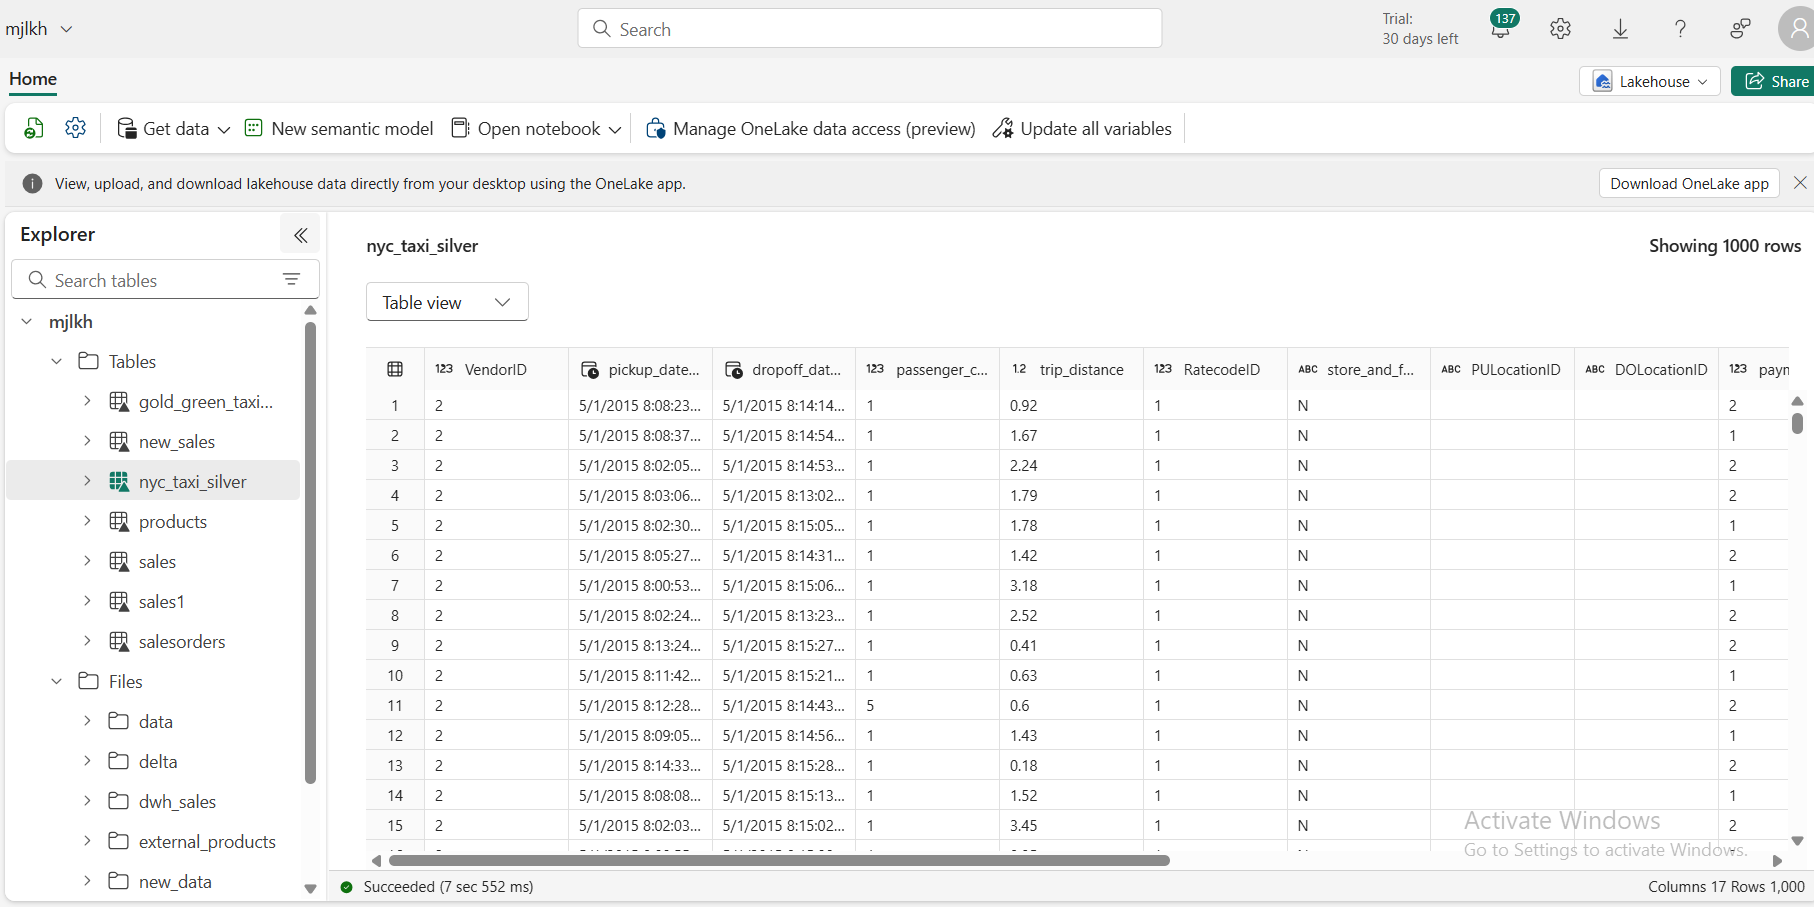 mjlkh
Search
Trial:
30 days left
137
Home
Lakehouse
Share
Get data
New semantic model
Open notebook
Manage OneLake data access (preview)
Update all variables
View, upload, and download lakehouse data directly from your desktop using the OneLake app.
Download OneLake app
Explorer
Search tables
mjlkh
Tables
gold_green_taxi...
new_sales
nyc_taxi_silver
products
sales
sales1
salesorders
Files
data
delta
dwh_sales
external_products
new_data
nyc_taxi_silver
Showing 1000 rows
Table view
123 VendorID pickup_date... dropoff_dat... 123 passenger_c... 1.2 trip_distance 123 RatecodeID ABC store_and_f... ABC PULocationID ABC DOLocationID 123
1 2 5/1/2015 8:08:23... 5/1/2015 8:14:14... 1 0.92 1 N 2
2 2 5/1/2015 8:08:37... 5/1/2015 8:14:54... 1 1.67 1 N 1
3 2 5/1/2015 8:02:05... 5/1/2015 8:14:53... 1 2.24 1 N 2
4 2 5/1/2015 8:03:06... 5/1/2015 8:13:02... 1 1.79 1 N 2
5 2 5/1/2015 8:02:30... 5/1/2015 8:15:05... 1 1.78 1 N 1
6 2 5/1/2015 8:05:27... 5/1/2015 8:14:31... 1 1.42 1 N 2
7 2 5/1/2015 8:00:53... 5/1/2015 8:15:06... 1 3.18 1 N 1
8 2 5/1/2015 8:02:24... 5/1/2015 8:13:23... 1 2.52 1 N 2
9 2 5/1/2015 8:13:24... 5/1/2015 8:15:27... 1 0.41 1 N 2
10 2 5/1/2015 8:11:42... 5/1/2015 8:15:21... 1 0.63 1 N 1
11 2 5/1/2015 8:12:28... 5/1/2015 8:14:43... 5 0.6 1 N 2
12 2 5/1/2015 8:09:05... 5/1/2015 8:14:56... 1 1.43 1 N 1
13 2 5/1/2015 8:14:33... 5/1/2015 8:15:28... 1 0.18 1 N 2
14 2 5/1/2015 8:08:08... 5/1/2015 8:15:13... 1 1.52 1 N 1
15 2 5/1/2015 8:02:03... 5/1/2015 8:15:02... 1 3.45 1 N 2
Activate Windows
Go to Settings to activate Windows.
Succeeded (7 sec 552 ms)
Columns 17 Rows 1,000